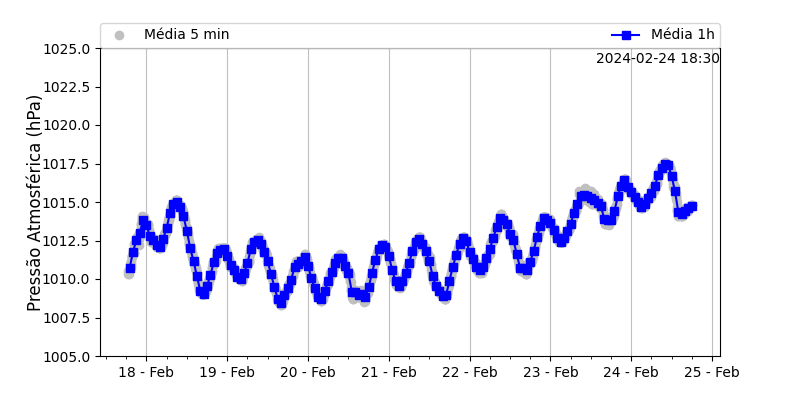 Média 5 min
Média 1h
2024-02-24 18:30
Pressão Atmosférica (hPa)
1025.0
1022.5
1020.0
1017.5
1015.0
1012.5
1010.0
1007.5
1005.0
18 - Feb
19 - Feb
20 - Feb
21 - Feb
22 - Feb
23 - Feb
24 - Feb
25 - Feb